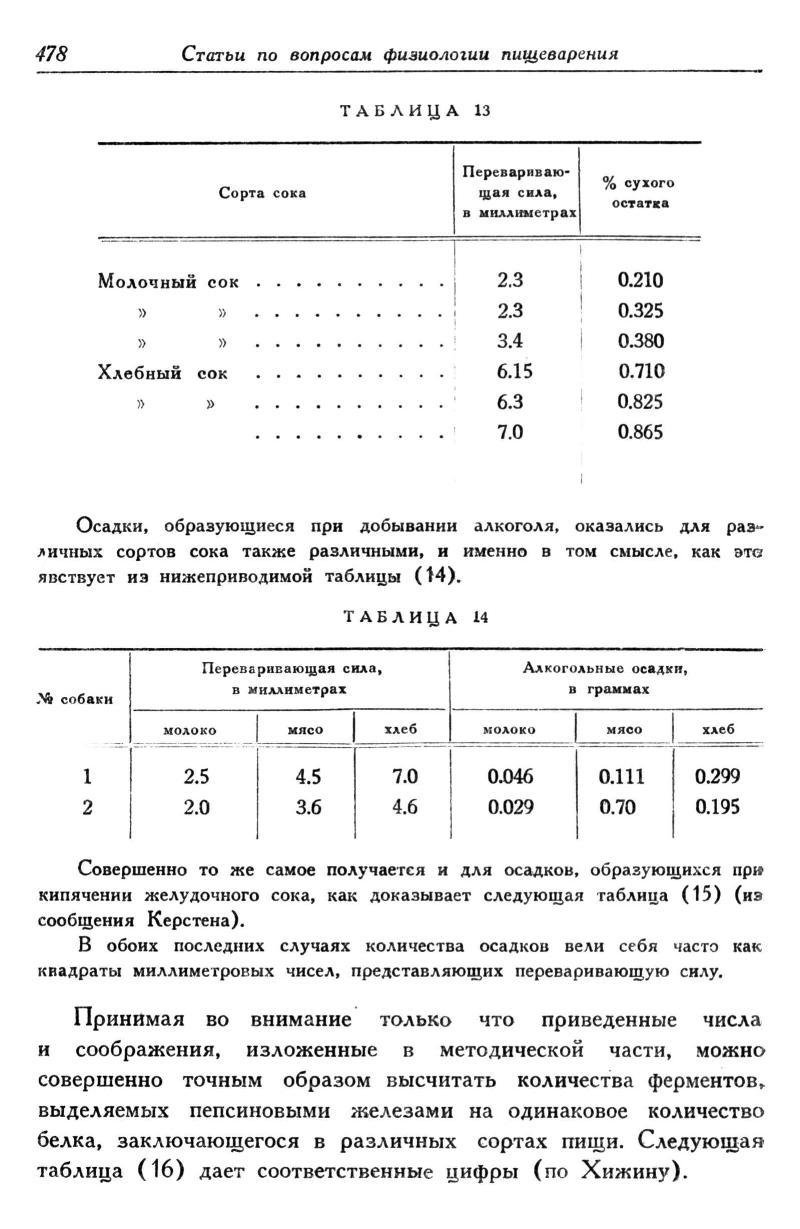 478 Статьи по вопросам физиологии пищеварения
ТАБЛИЦА 13
Сорта сока
Перевариваю-
щая сила,
в миллиметрах
% сухого
остатка
Молочный сок . . . . . . . . . . 2.3 0.210
» » . . . . . . . . . . 2.3 0.325
» » . . . . . . . . . . 3.4 0.380
Хлебный сок . . . . . . . . . . 6.15 0.710
» » . . . . . . . . . . 6.3 0.825
. . . . . . . . . . 7.0 0.865
Осадки, образующиеся при добывании алкоголя, оказались для раз-
личных сортов сока также различными, и именно в том смысле, как это
явствует из нижеприводимой таблицы (14).
ТАБЛИЦА 14
№ собаки
Переваривающая сила,
в миллиметрах
Алкогольные осадки,
в граммах
молоко мясо хлеб молоко мясо хлеб
1 2.5 4.5 7.0 0.046 0.111 0.299
2 2.0 3.6 4.6 0.029 0.70 0.195
Совершенно то же самое получается и для осадков, образующихся при
кипячении желудочного сока, как доказывает следующая таблица (15) (из
сообщения Керстена).
В обоих последних случаях количества осадков вели себя часто как
квадраты миллиметровых чисел, представляющих переваривающую силу.
Принимая во внимание только что приведенные числа
и соображения, изложенные в методической части, можно
совершенно точным образом высчитать количества ферментов,
выделяемых пепсиновыми железами на одинаковое количество
белка, заключающегося в различных сортах пищи. Следующая
таблица (16) дает соответственные цифры (по Хижину).